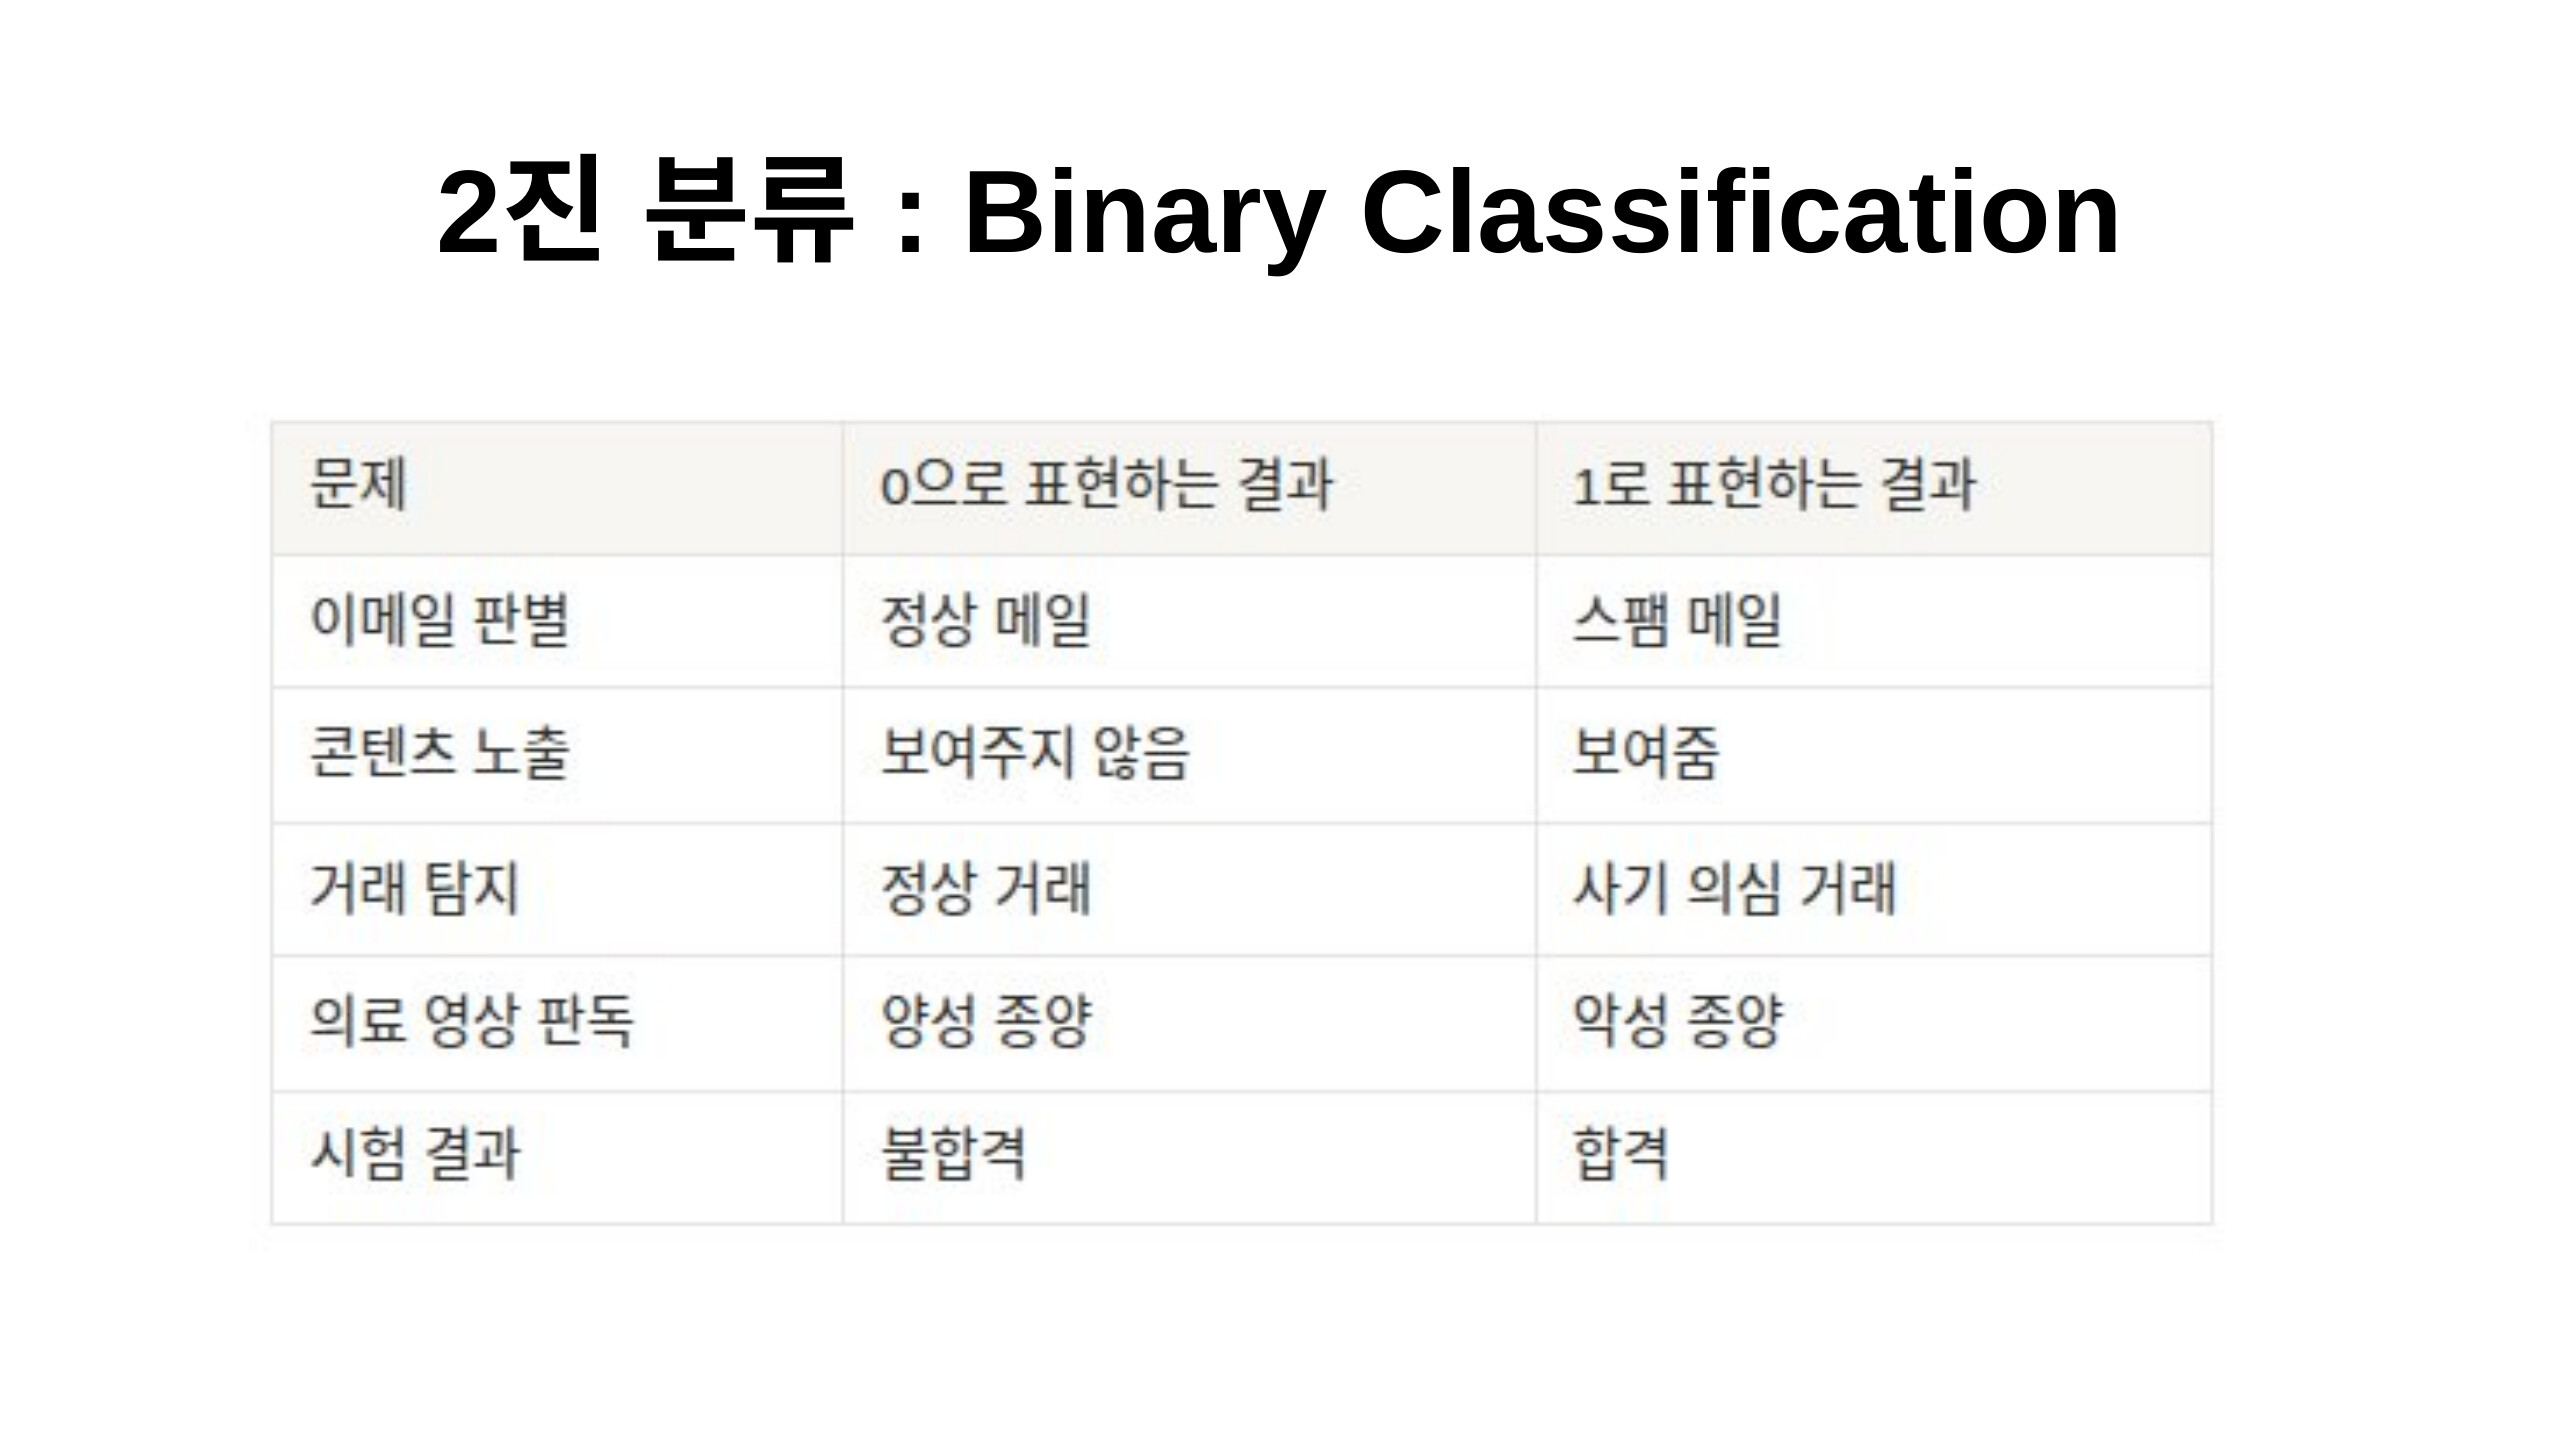 2진 분류 : Binary Classification
문제 0으로 표현하는 결과 1로 표현하는 결과
이메일 판별 정상 메일 스팸 메일
콘텐츠 노출 보여주지 않음 보여줌
거래 탐지 정상 거래 사기 의심 거래
의료 영상 판독 양성 종양 악성 종양
시험 결과 불합격 합격